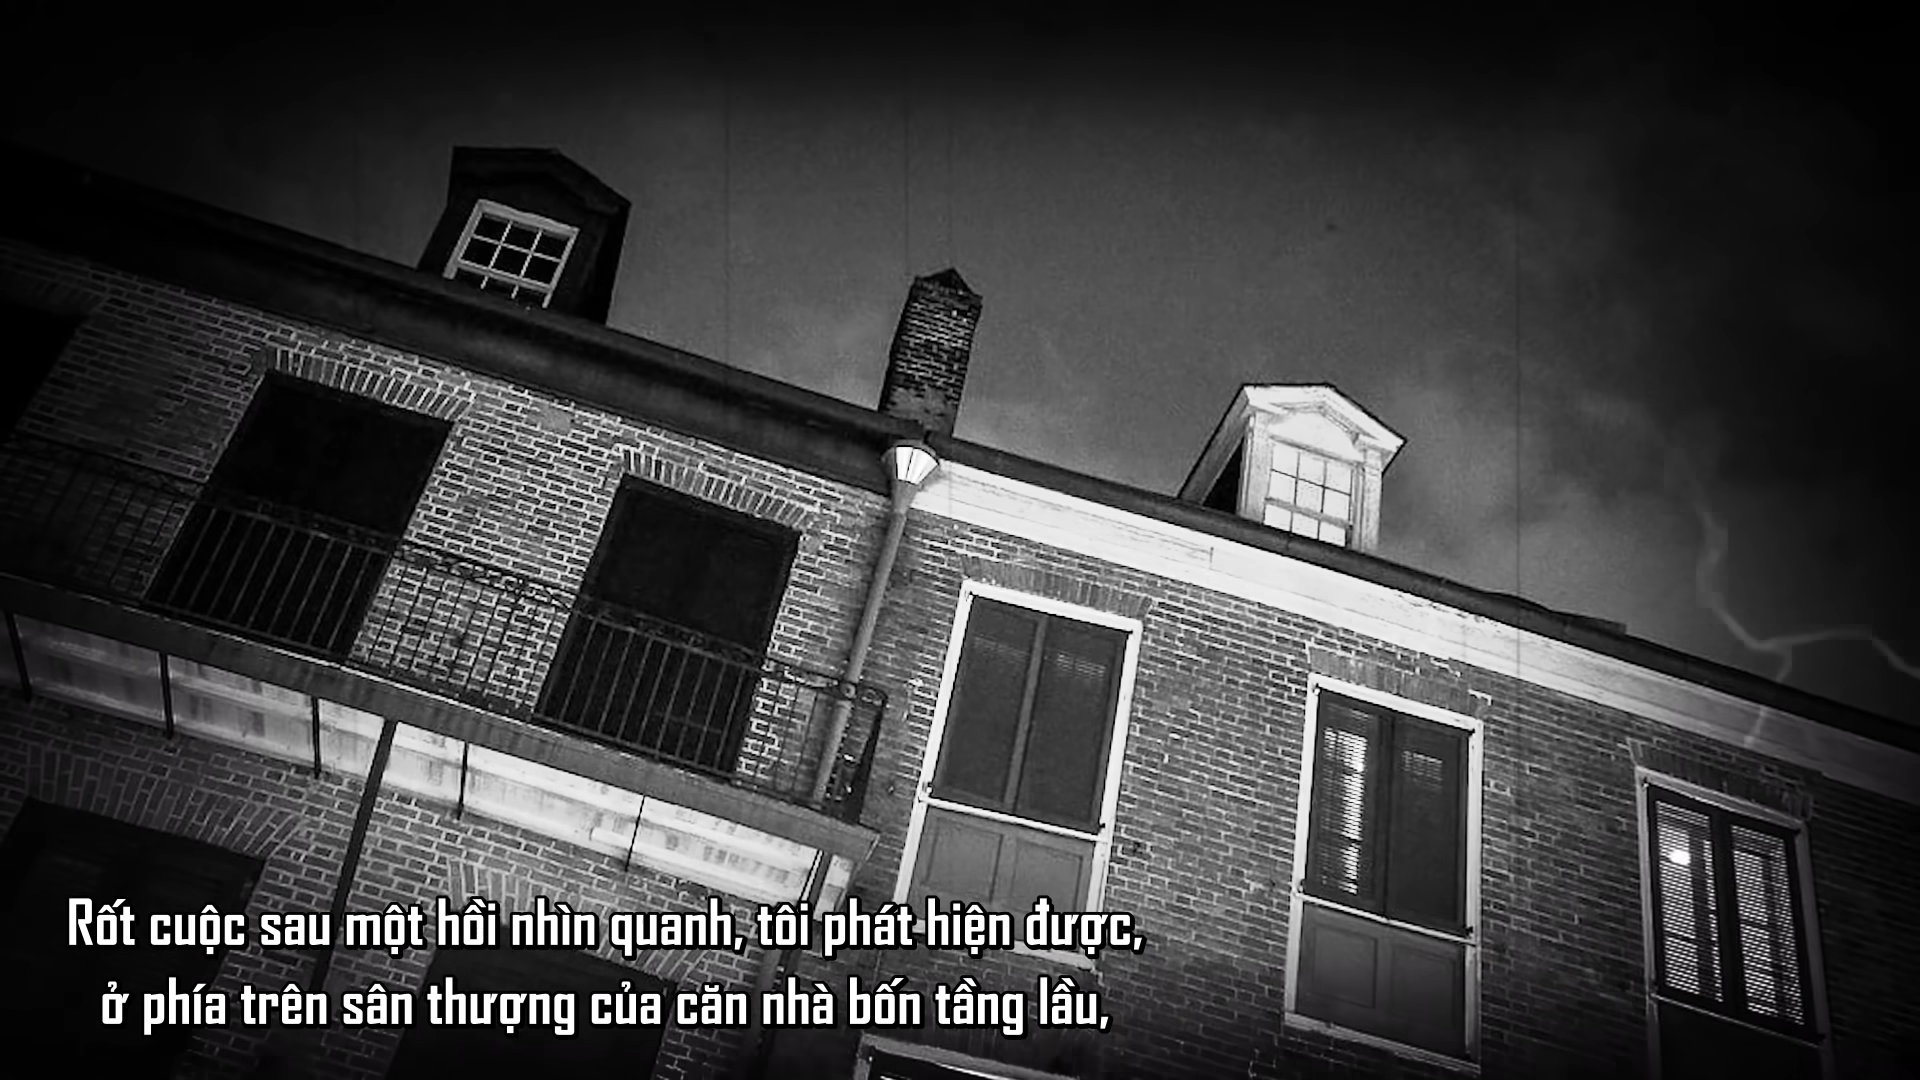 Rốt cuộc sau một hồi nhìn quanh, tôi phát hiện được,
ở phía trên sân thượng của căn nhà bốn tầng lầu,